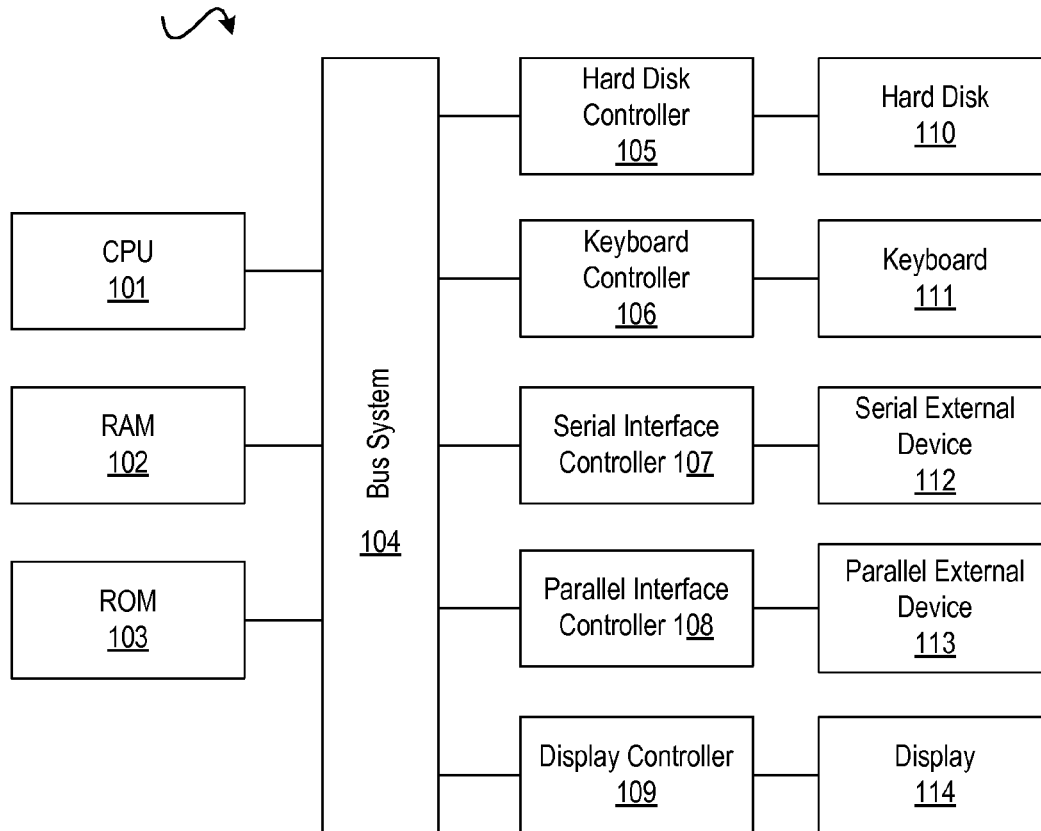 Hard Disk
Controller
105
Hard Disk
110
CPU
101
Keyboard
Controller
106
Keyboard
111
RAM
102
Bus System
104
Serial Interface
Controller 107
Serial External
Device
112
ROM
103
Parallel Interface
Controller 108
Parallel External
Device
113
Display Controller
109
Display
114